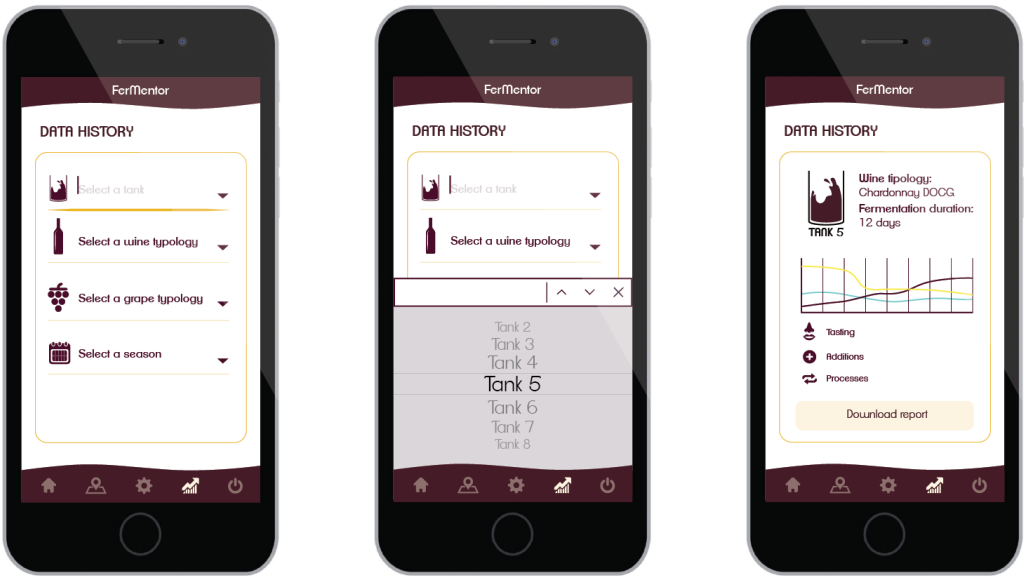 FerMentor
DATA HISTORY
Select a tank
Select a wine typology
Select a grape typology
Select a season
FerMentor
DATA HISTORY
Select a tank
Select a wine typology
Tank 2
Tank 3
Tank 4
Tank 5
Tank 6
Tank 7
Tank 8
FerMentor
DATA HISTORY
Wine tipology:
Chardonnay DOCG
Fermentation duration:
12 days
TANK 5
Tasting
Additions
Processes
Download report